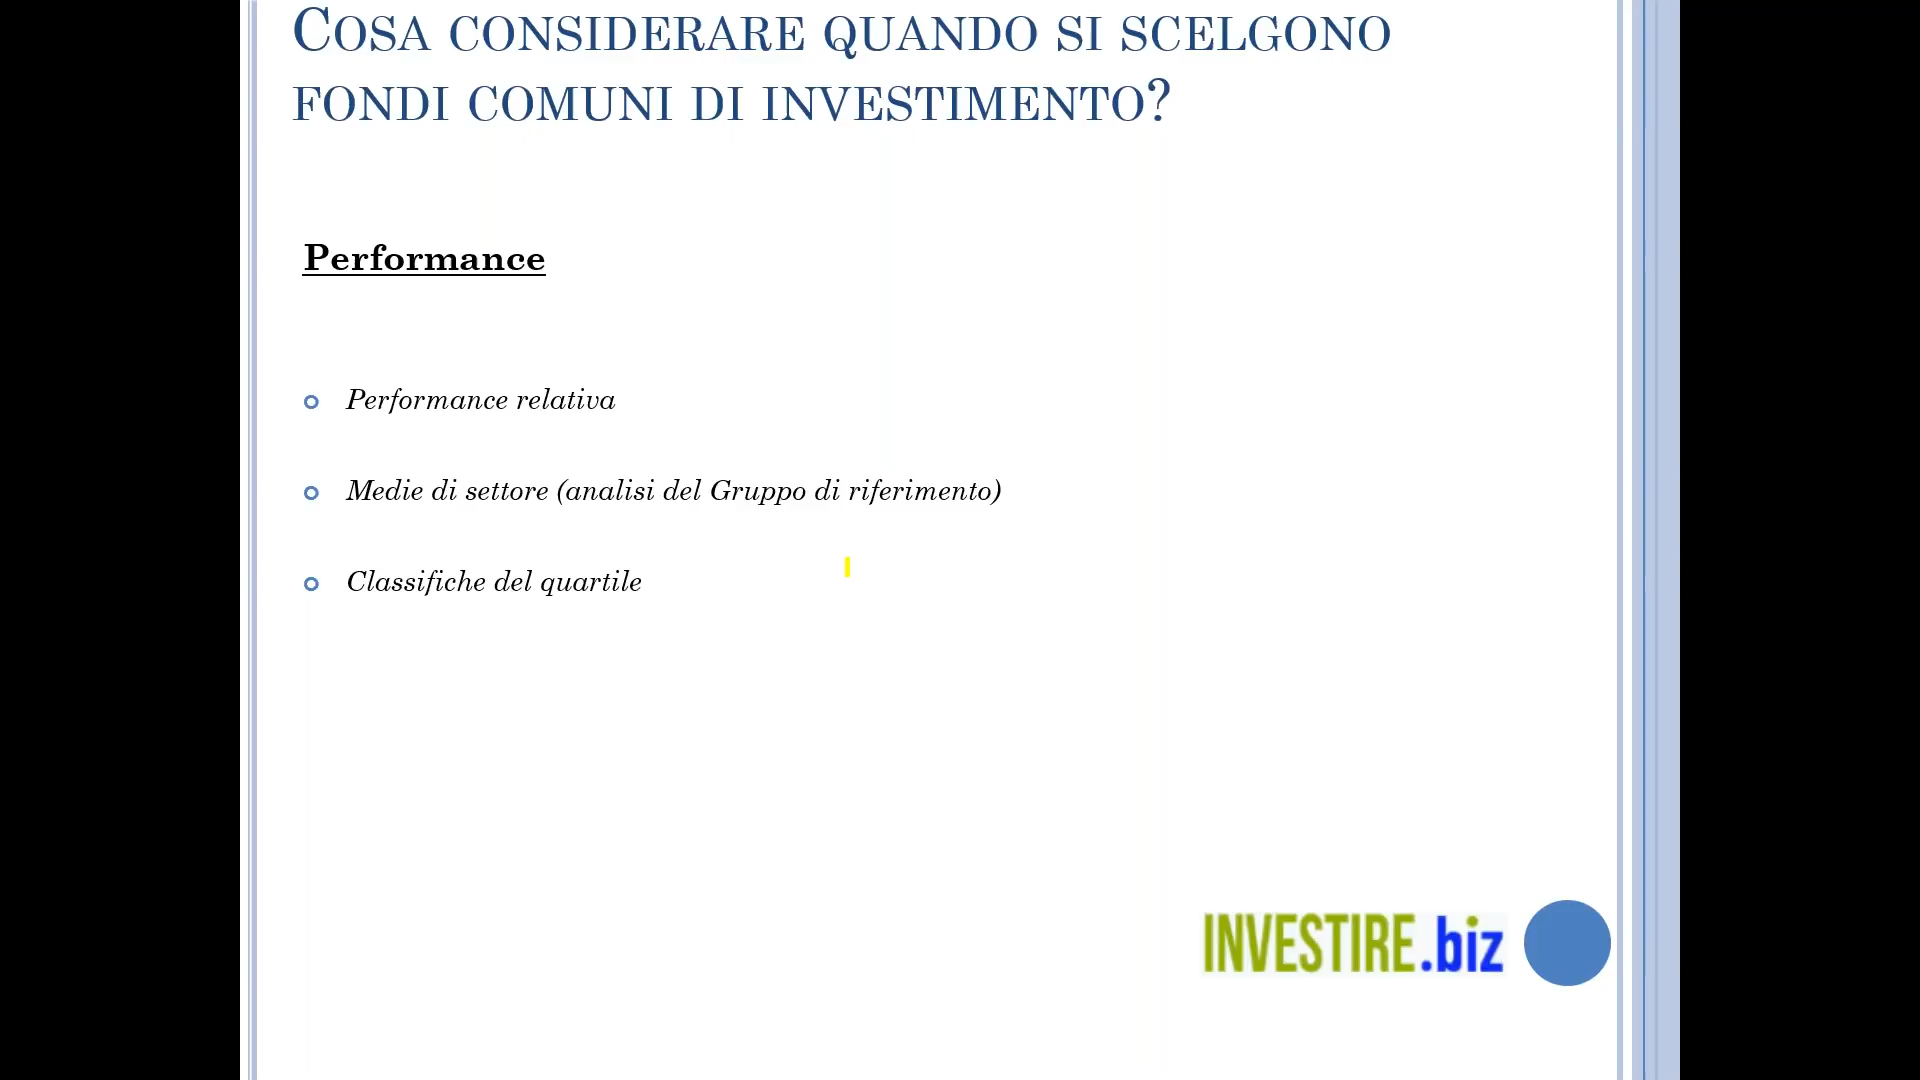 Cosa considerare quando si scelgono
fondi comuni di investimento?
Performance
Performance relativa
Medie di settore (analisi del Gruppo di riferimento)
Classifiche del quartile
INVESTIRE.biz